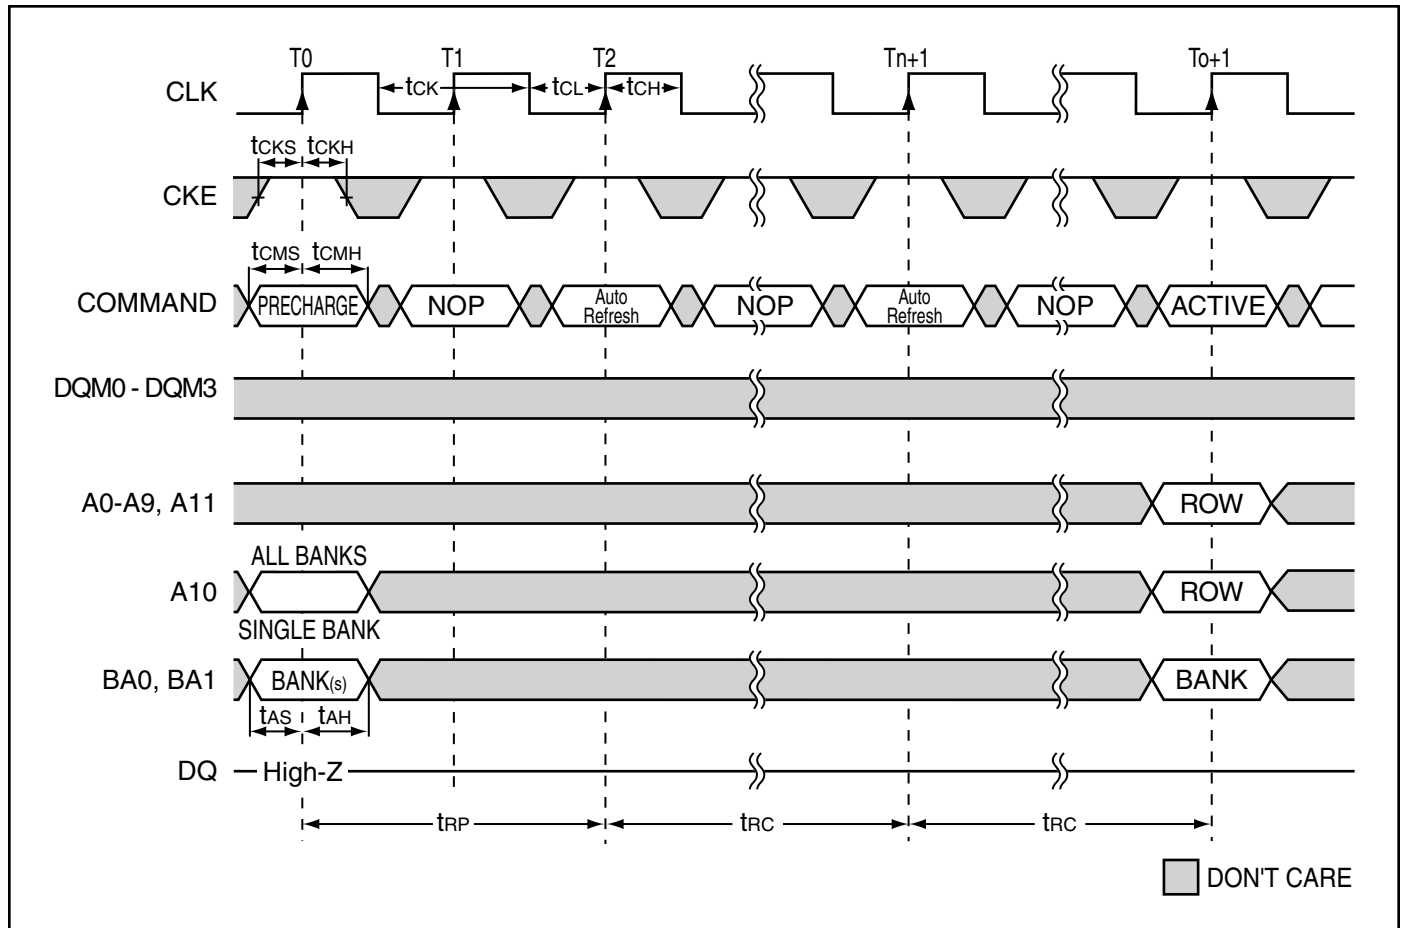 T0 T1 T2 Tn+1 To+1
CLK tCK tCL tCH
tCKS tCKH
CKE
tCMS tCMH
COMMAND PRECHARGE NOP Auto Refresh NOP Auto Refresh NOP ACTIVE
DQM0 - DQM3
A0-A9, A11 ROW
ALL BANKS
A10 ROW
SINGLE BANK
BA0, BA1 BANK(s) BANK
tAS tAH
DQ High-Z
tRP tRC tRC
DON'T CARE